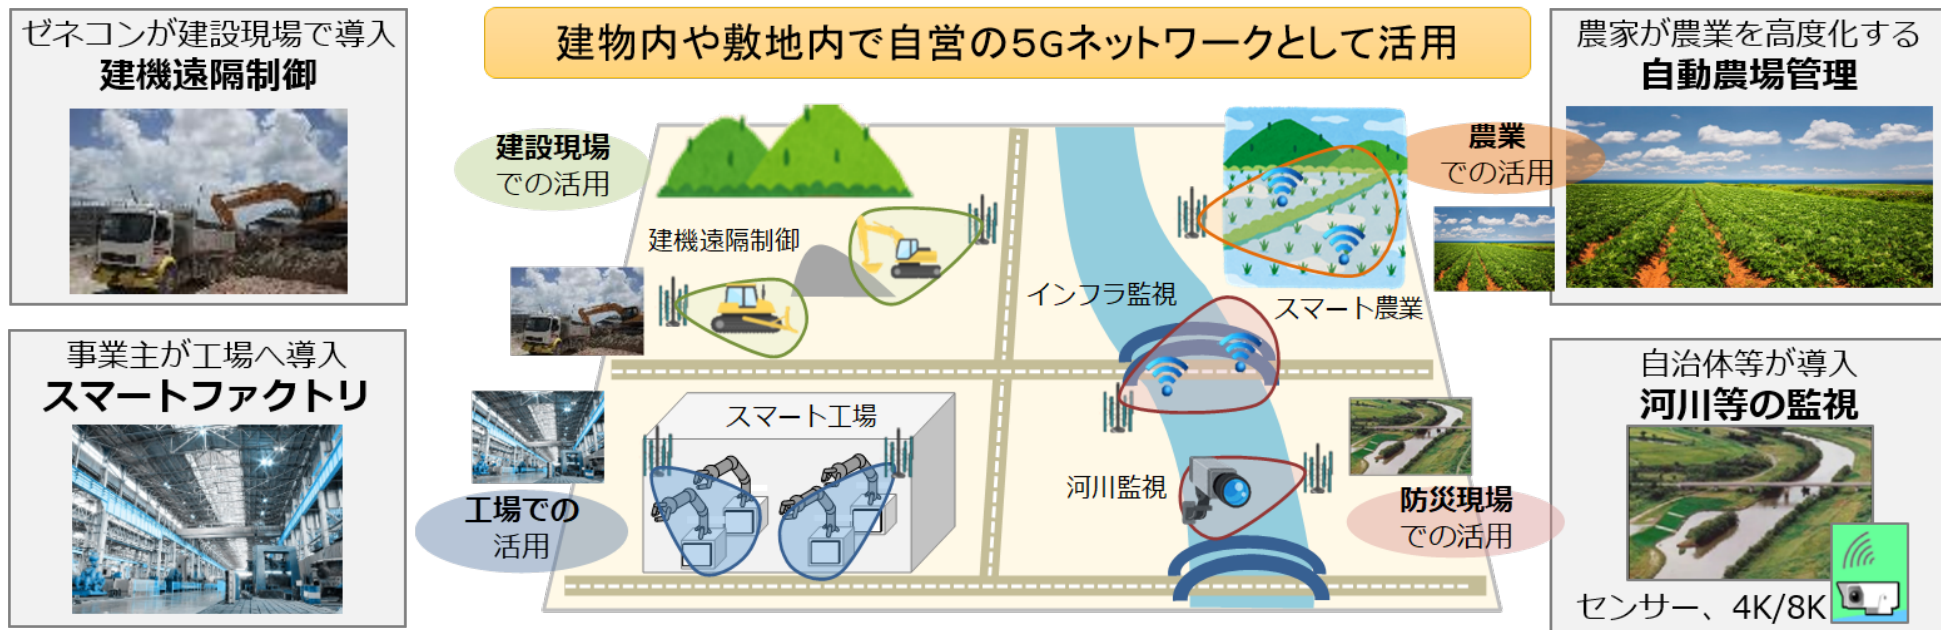 ゼネコンが建設現場で導入
建機遠隔制御
事業主が工場へ導入
スマートファクトリ
建物内や敷地内で自営の5Gネットワークとして活用
建設現場
での活用
建機遠隔制御
農業
での活用
インフラ監視
スマート農業
スマート工場
工場での
活用
河川監視
防災現場
での活用
農家が農業を高度化する
自動農場管理
自治体等が導入
河川等の監視
センサー、4K/8K